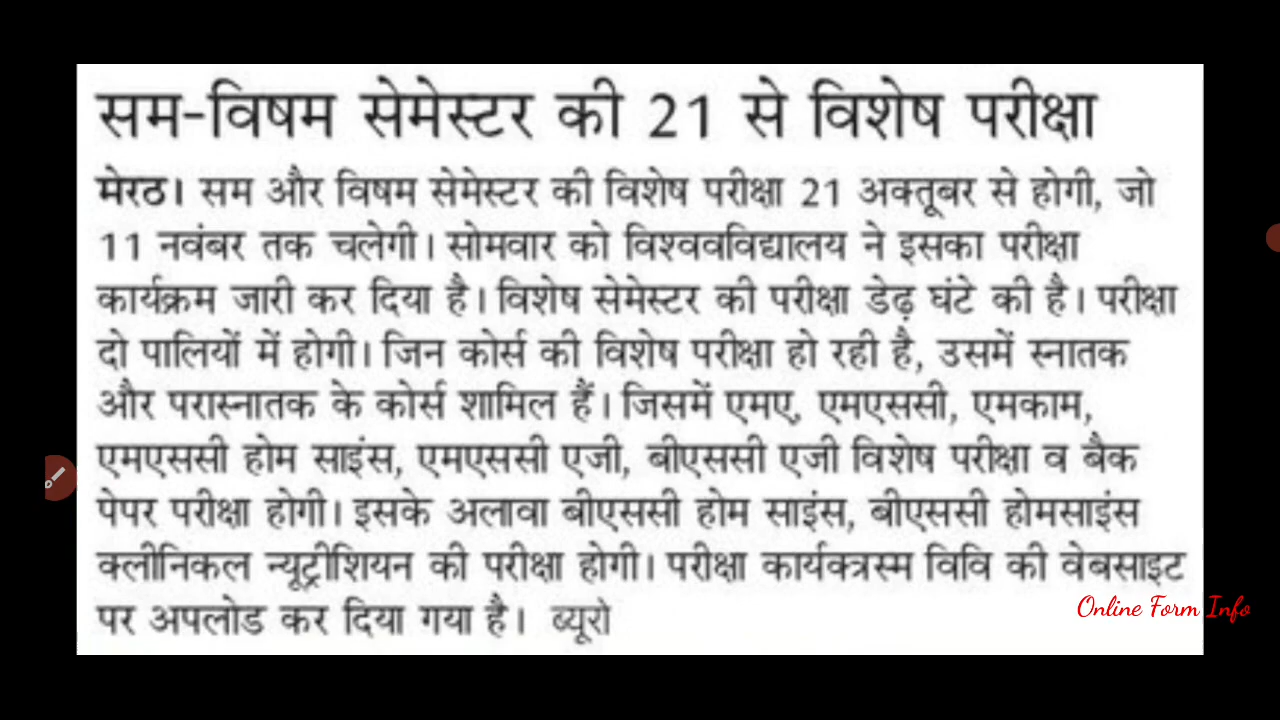 सम-विषम सेमेस्टर की 21 से विशेष परीक्षा
मेरठ। सम और विषम सेमेस्टर की विशेष परीक्षा 21 अक्तूबर से होगी, जो
11 नवंबर तक चलेगी। सोमवार को विश्ववविद्यालय ने इसका परीक्षा
कार्यक्रम जारी कर दिया है। विशेष सेमेस्टर की परीक्षा डेढ़ घंटे की है। परीक्षा
दो पालियों में होगी। जिन कोर्स की विशेष परीक्षा हो रही है, उसमें स्नातक
और परास्नातक के कोर्स शामिल हैं। जिसमें एमए, एमएससी, एमकाम,
एमएससी होम साइंस, एमएससी एजी, बीएससी एजी विशेष परीक्षा व बैक
पेपर परीक्षा होगी। इसके अलावा बीएससी होम साइंस, बीएससी होमसाइंस
क्लीनिकल न्यूट्रीशियन की परीक्षा होगी। परीक्षा कार्यक्त्रस्म विवि की वेबसाइट
पर अपलोड कर दिया गया है। ब्यूरो
Online Form Info